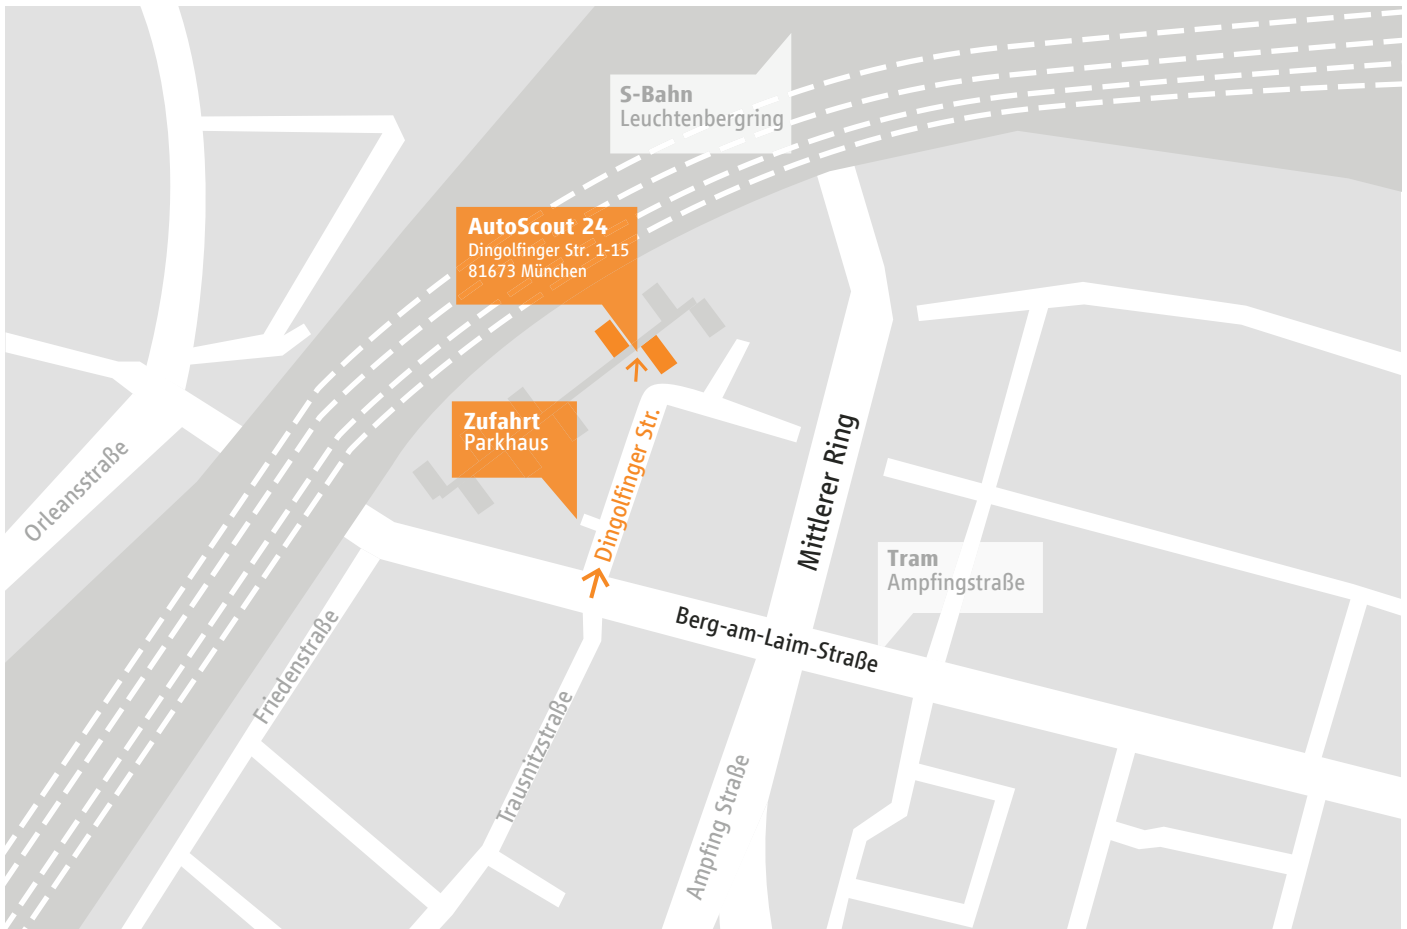 S-Bahn
Leuchtenbergring
AutoScout 24
Dingolfinger Str. 1-15
81673 München
Zufahrt
Parkhaus
Dingolfinger Str.
Mittlerer Ring
Orleansstraße
Tram
Ampfingstraße
Berg-am-Laim-Straße
Friedenstraße
Trausnitzstraße
Ampfing Straße